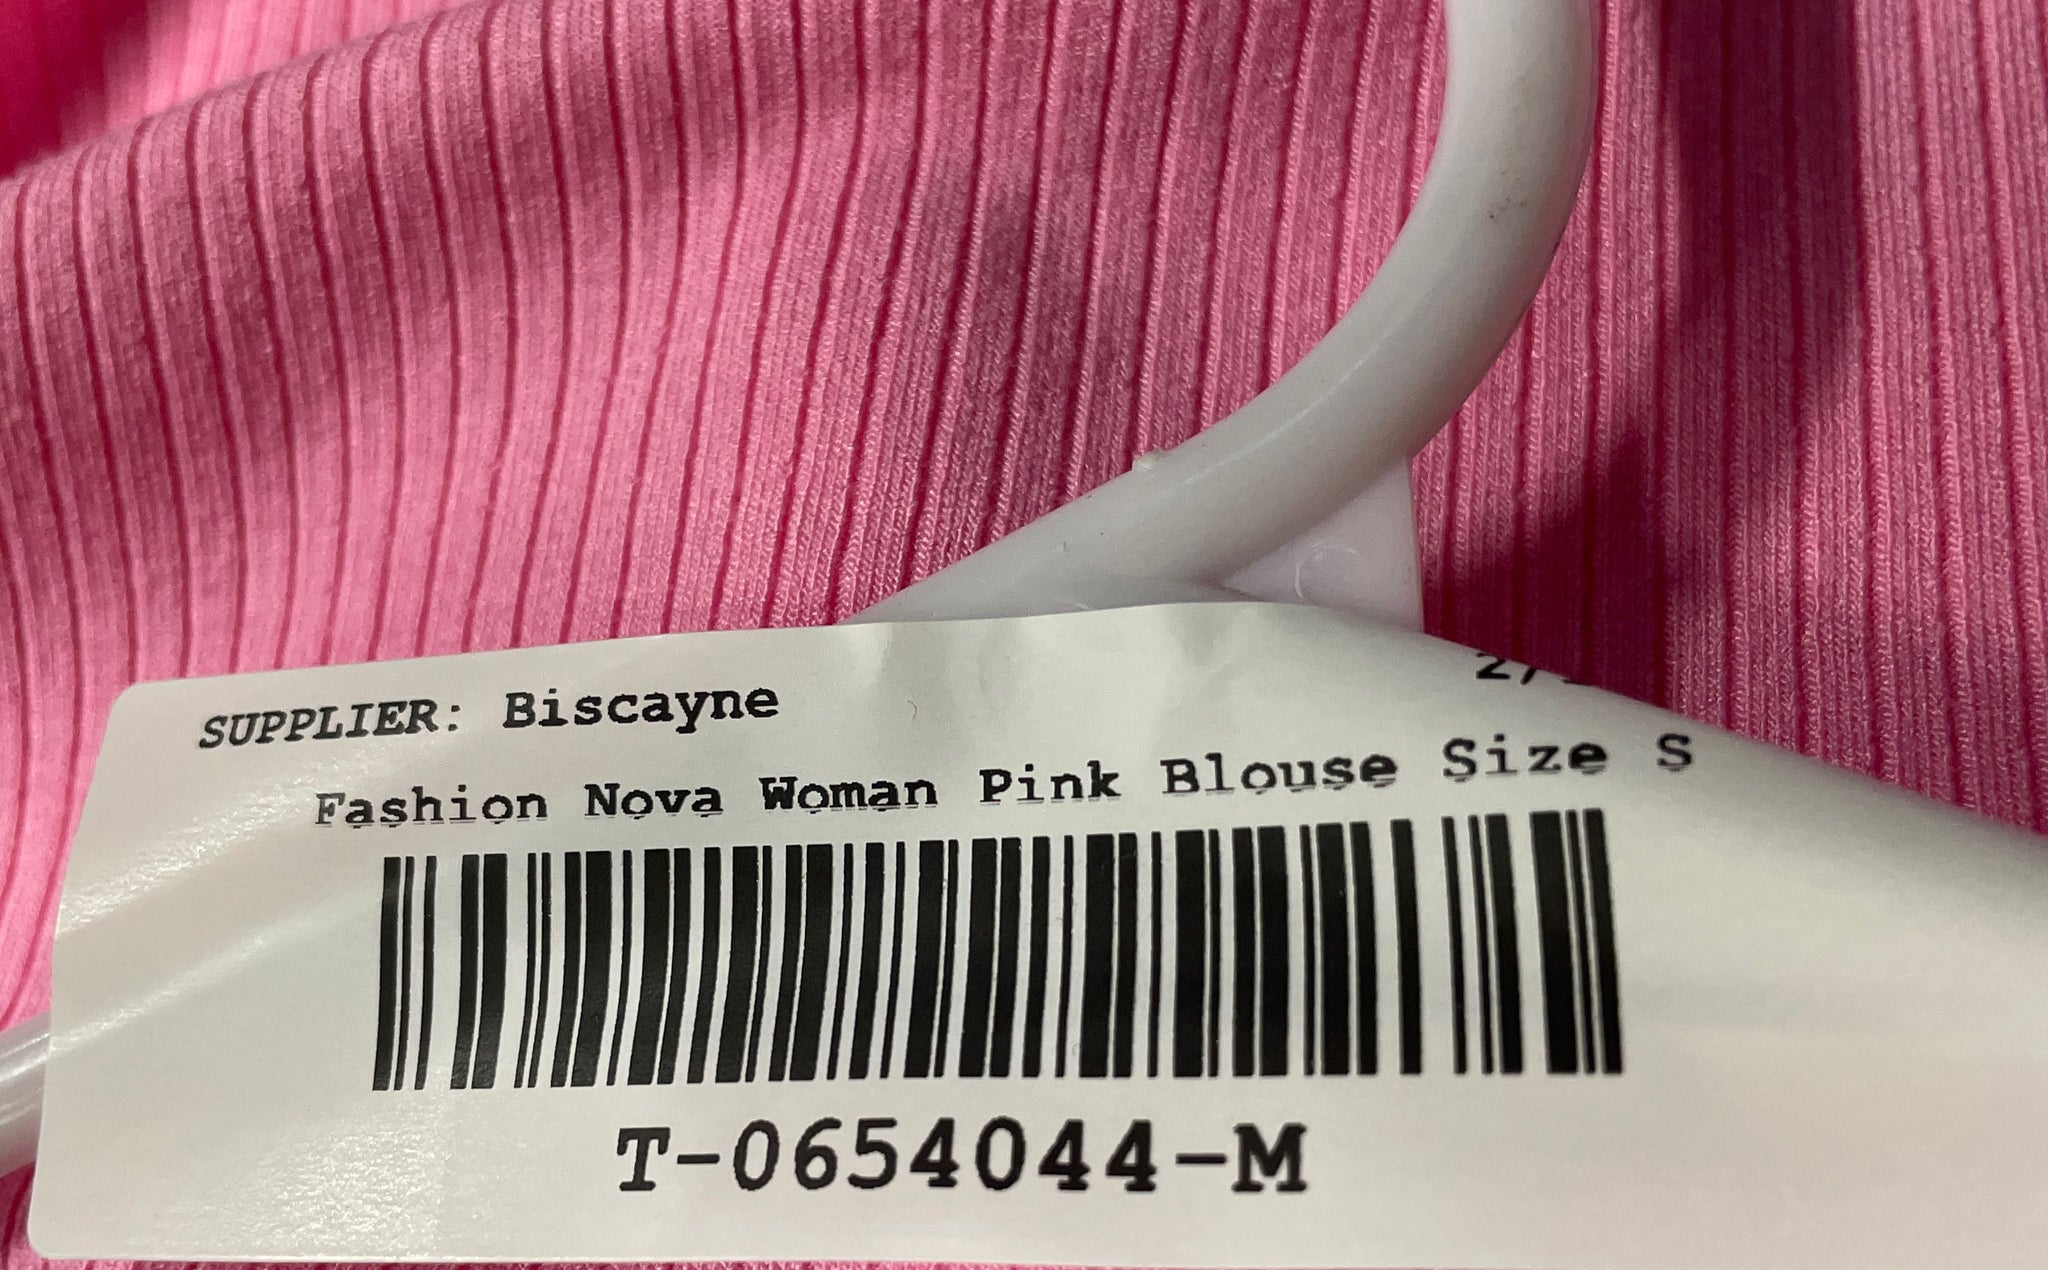 SUPPLIER: Biscayne
Fashion Nova Woman Pink Blouse Size S
T-0654044-M